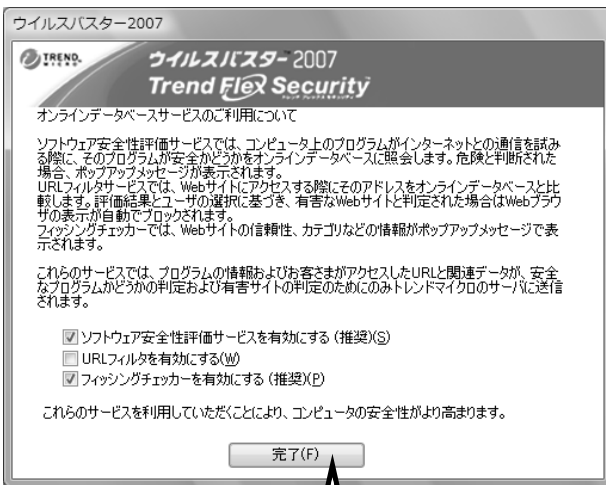 ウイルスバスター2007
TREND
MICRO
ウイルスバスター™2007
Trend Flex Security
トレンド フレックス セキュリティ
オンラインデータベースサービスのご利用について
ソフトウェア安全性評価サービスでは、コンピュータ上のプログラムがインターネットとの通信を試み
る際に、そのプログラムが安全かどうかをオンラインデータベースに照会します。危険と判断された
場合、ポップアップメッセージが表示されます。
URLフィルタサービスでは、Webサイトにアクセスする際にそのアドレスをオンラインデータベースと比
較します。評価結果とユーザの選択に基づき、有害なWebサイトと判定された場合はWebブラウ
ザの表示が自動でブロックされます。
フィッシングチェッカーでは、Webサイトの信頼性、カテゴリなどの情報がポップアップメッセージで表
示されます。
これらのサービスでは、プログラムの情報およびお客さまがアクセスしたURLと関連データが、安全
なプログラムかどうかの判定および有害サイトの判定のためにのみトレンドマイクロのサーバに送信
されます。
ソフトウェア安全性評価サービスを有効にする (推奨)(S)
URLフィルタを有効にする(W)
フィッシングチェッカーを有効にする (推奨)(P)
これらのサービスを利用していただくことにより、コンピュータの安全性がより高まります。
完了(F)